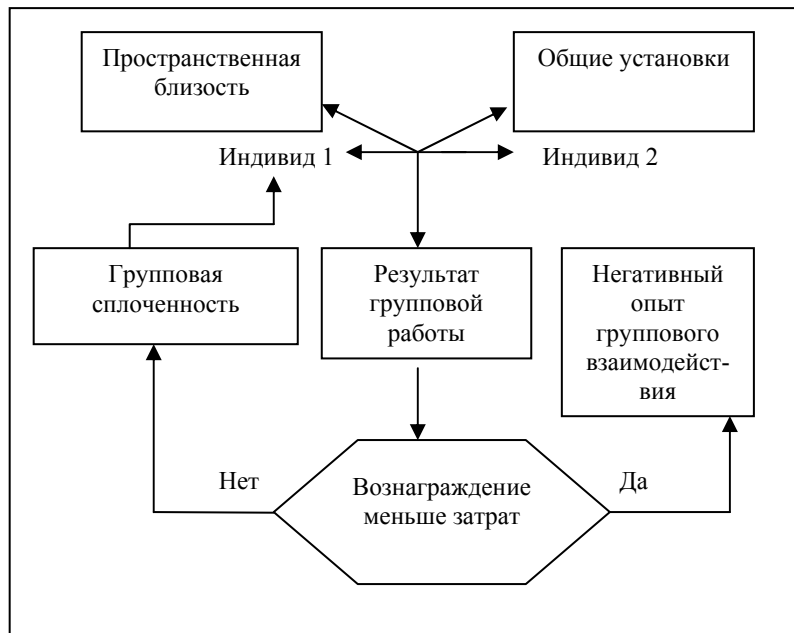 Пространственная
близость
Общие установки
Индивид 1
Индивид 2
Групповая
сплоченность
Результат
групповой
работы
Негативный
опыт
группового
взаимодейст-
вия
Нет
Вознаграждение
меньше затрат
Да